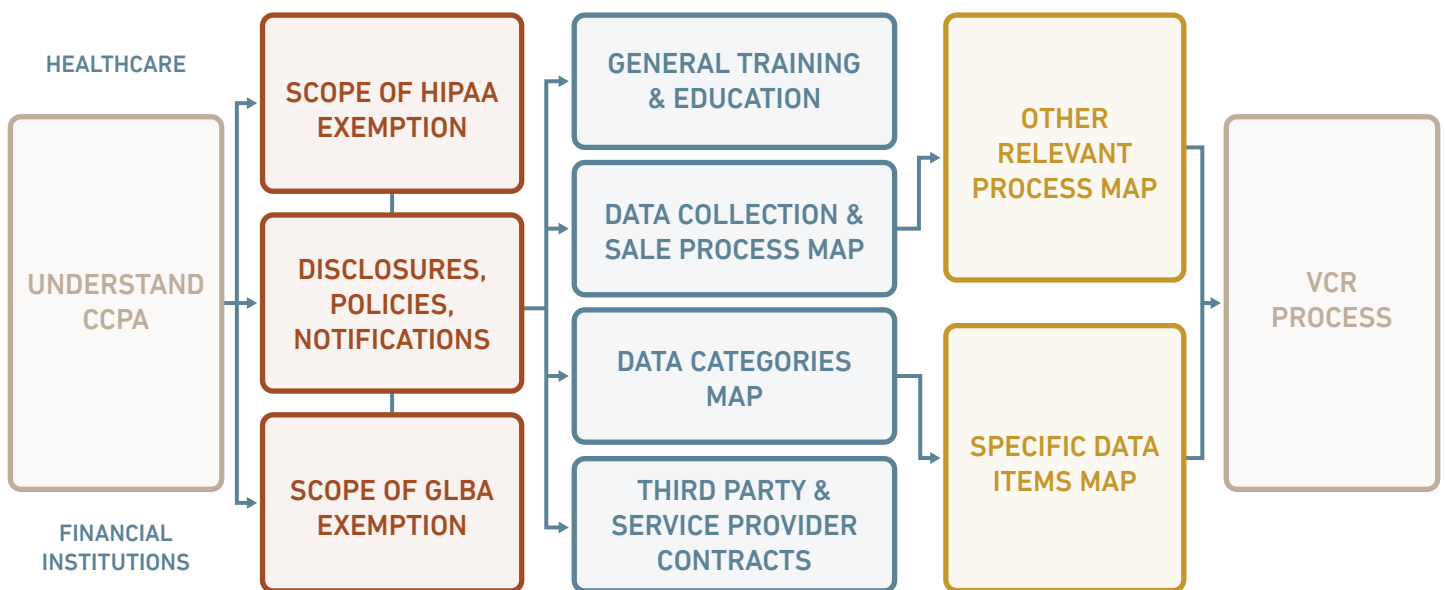 HEALTHCARE
UNDERSTAND
CCPA
FINANCIAL
INSTITUTIONS
SCOPE OF HIPAA
EXEMPTION
DISCLOSURES,
POLICIES,
NOTIFICATIONS
SCOPE OF GLBA
EXEMPTION
GENERAL TRAINING
& EDUCATION
DATA COLLECTION &
SALE PROCESS MAP
DATA CATEGORIES
MAP
THIRD PARTY &
SERVICE PROVIDER
CONTRACTS
OTHER
RELEVANT
PROCESS MAP
SPECIFIC DATA
ITEMS MAP
VCR
PROCESS